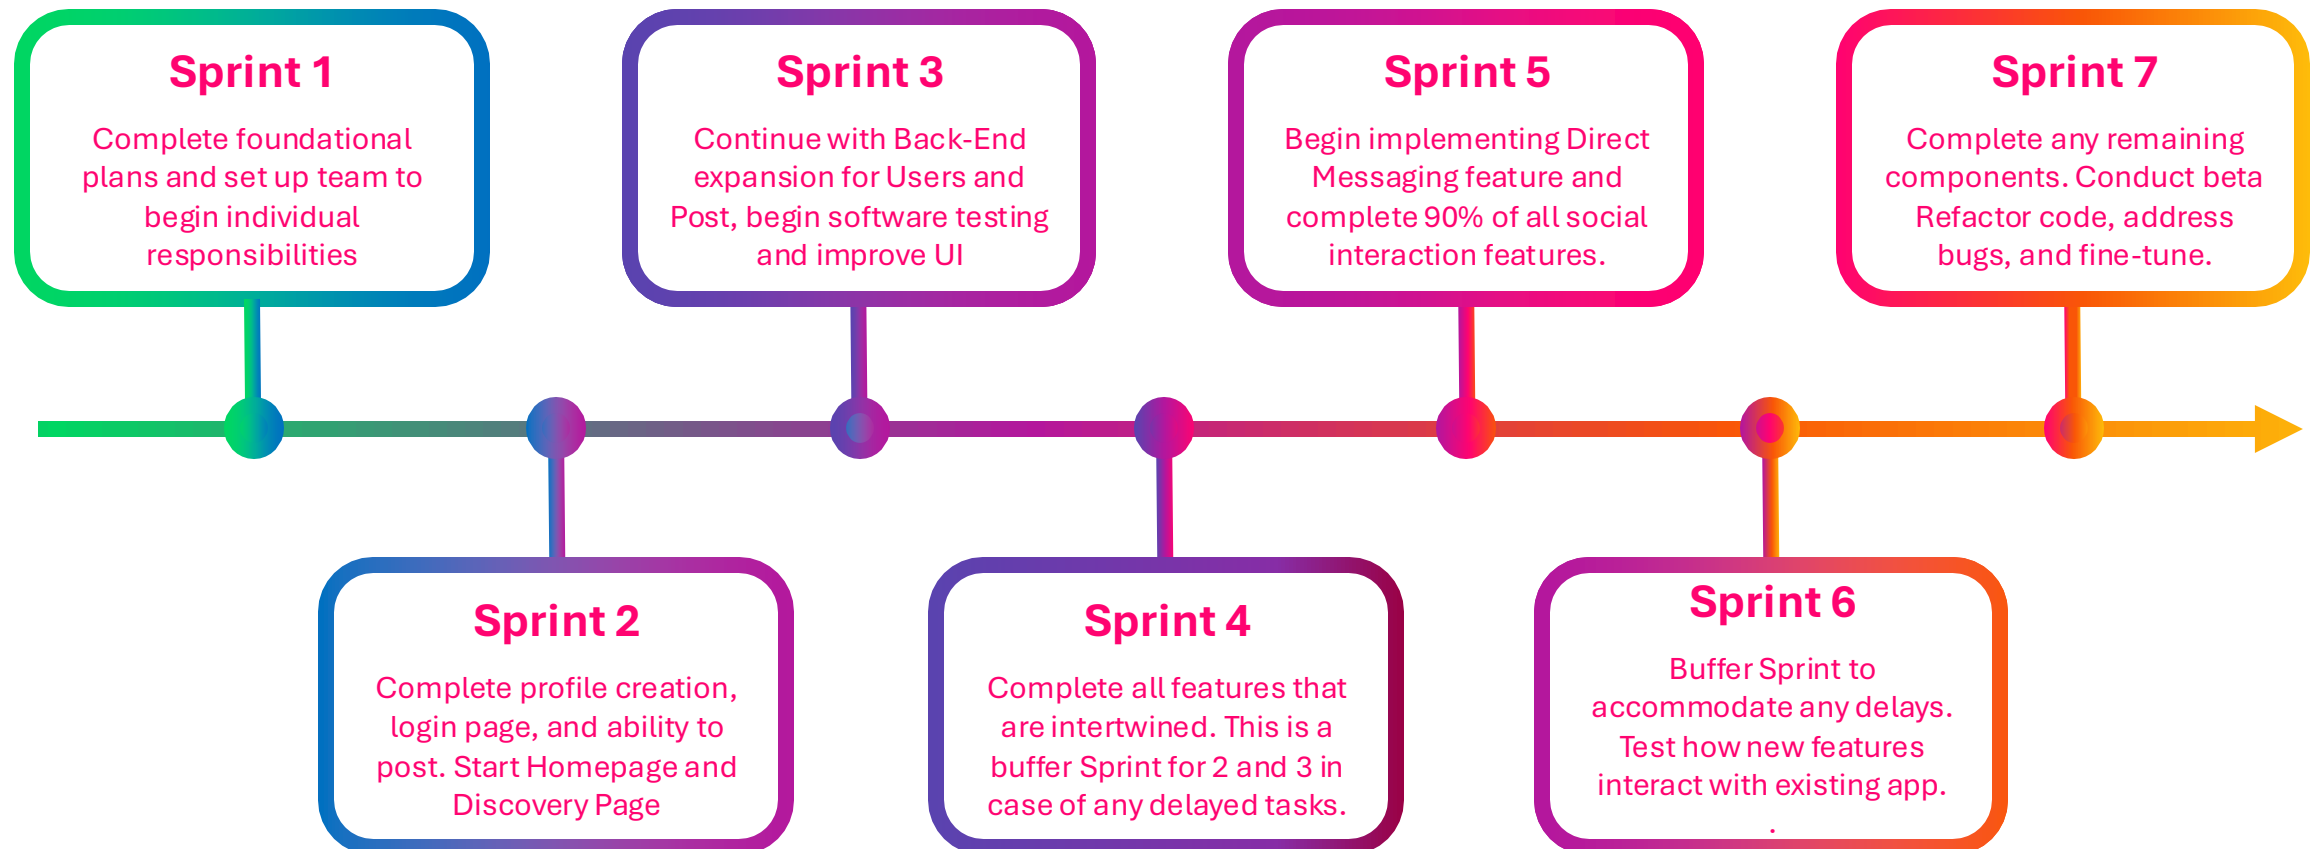 Sprint 1
Complete foundational
plans and set up team to
begin individual
responsibilities
Sprint 2
Complete profile creation,
login page, and ability to
post. Start Homepage and
Discovery Page
Sprint 3
Continue with Back-End
expansion for Users and
Post, begin software testing
and improve UI
Sprint 4
Complete all features that
are intertwined. This is a
buffer Sprint for 2 and 3 in
case of any delayed tasks.
Sprint 5
Begin implementing Direct
Messaging feature and
complete 90% of all social
interaction features.
Sprint 6
Buffer Sprint to
accommodate any delays.
Test how new features
interact with existing app.
.
Sprint 7
Complete any remaining
components. Conduct beta
Refactor code, address
bugs, and fine-tune.